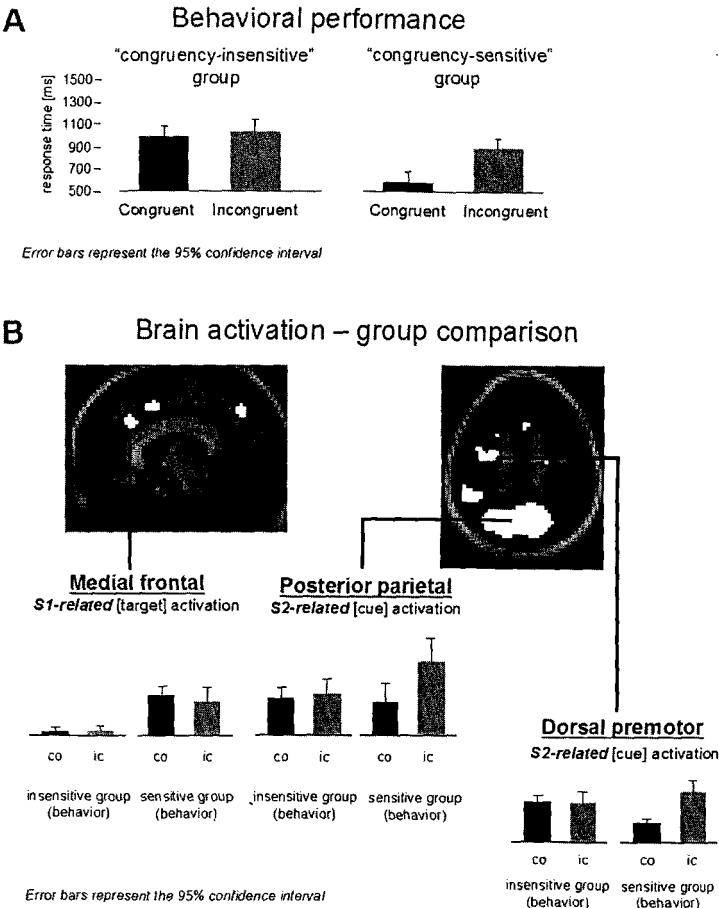 A
Behavioral performance
"congruency-insensitive"
group
"congruency-sensitive"
group
response time [ms]
1500
1300
1100
900
700
500
Congruent Incongruent
Congruent Incongruent
Error bars represent the 95% confidence interval
B
Brain activation – group comparison
Medial frontal
S1-related [target] activation
Posterior parietal
S2-related [cue] activation
co ic
co ic
co ic
co ic
insensitive group
(behavior)
sensitive group
(behavior)
insensitive group
(behavior)
sensitive group
(behavior)
Dorsal premotor
S2-related [cue] activation
co ic
co ic
insensitive group
(behavior)
sensitive group
(behavior)
Error bars represent the 95% confidence interval